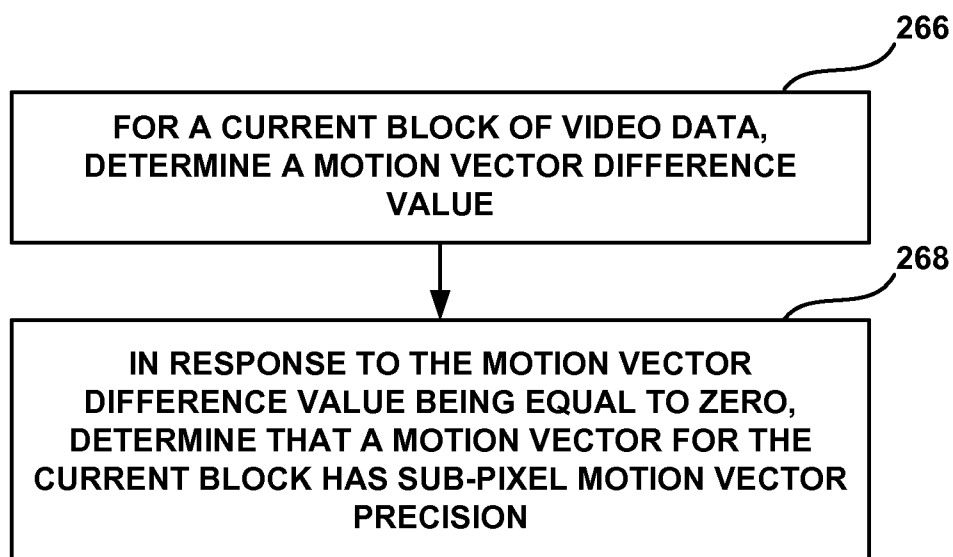 266
FOR A CURRENT BLOCK OF VIDEO DATA,
DETERMINE A MOTION VECTOR DIFFERENCE
VALUE
268
IN RESPONSE TO THE MOTION VECTOR
DIFFERENCE VALUE BEING EQUAL TO ZERO,
DETERMINE THAT A MOTION VECTOR FOR THE
CURRENT BLOCK HAS SUB-PIXEL MOTION VECTOR
PRECISION